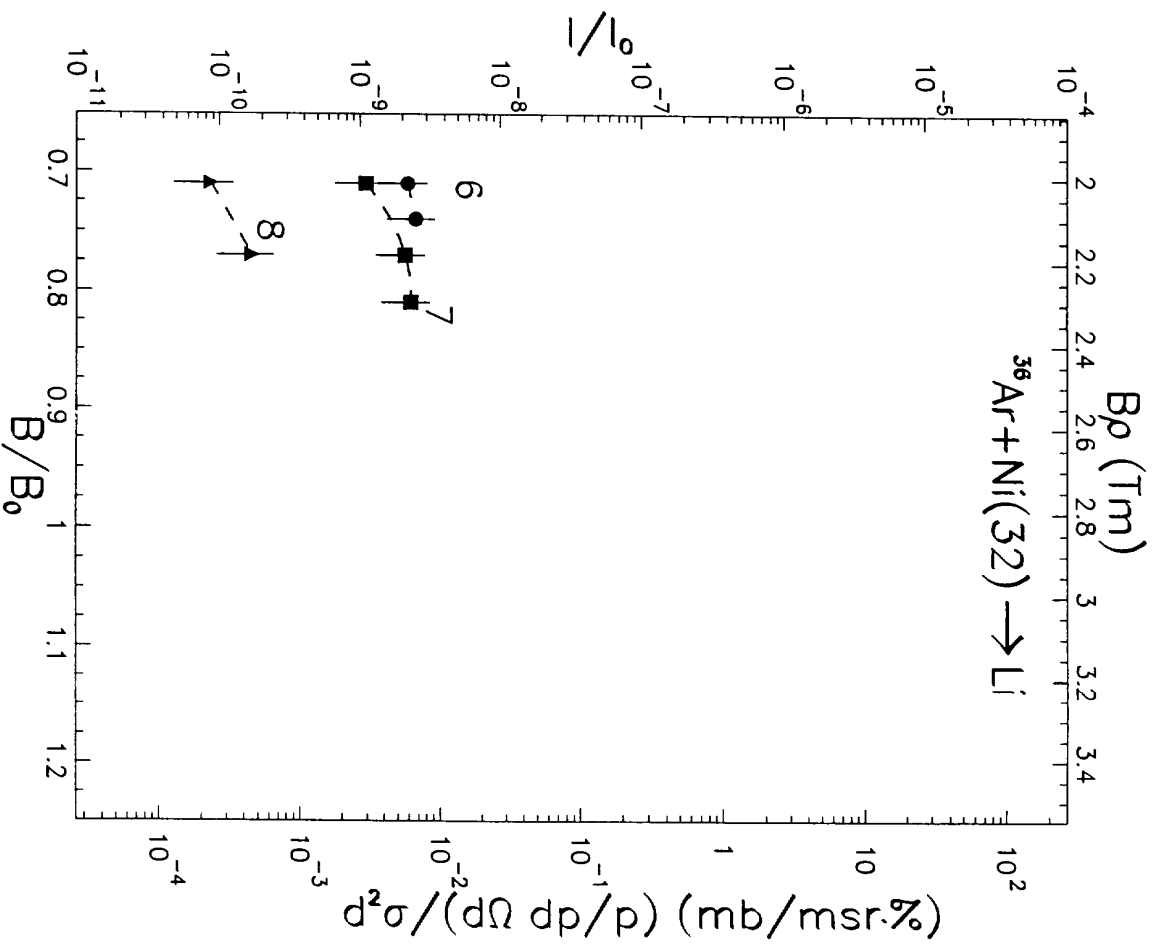 Bρ (Tm)
2 2.2 2.4 2.6 2.8 3 3.2 3.4
³⁶Ar+Ni(32) → Li
I/I₀
10⁻⁴
10⁻⁵
10⁻⁶
10⁻⁷
10⁻⁸
10⁻⁹
10⁻¹⁰
10⁻¹¹
6
7
8
10²
10
1
10⁻¹
10⁻²
10⁻³
10⁻⁴
d²σ/(dΩ dp/p) (mb/msr.%)
0.7 0.8 0.9 1 1.1 1.2
B/B₀